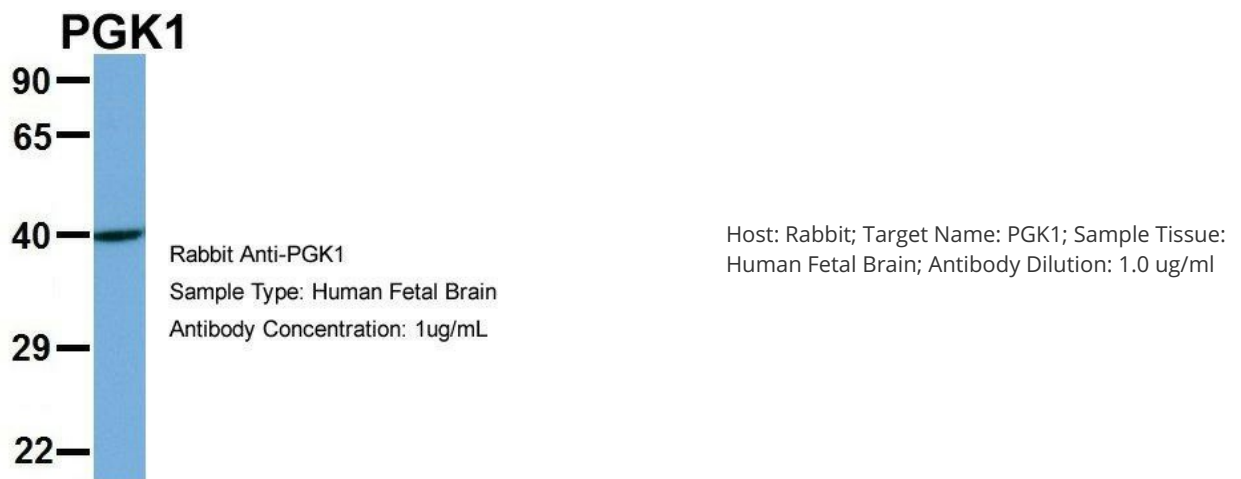 PGK1
90
65
40
29
22
Rabbit Anti-PGK1
Sample Type: Human Fetal Brain
Antibody Concentration: 1ug/mL
Host: Rabbit; Target Name: PGK1; Sample Tissue:
Human Fetal Brain; Antibody Dilution: 1.0 ug/ml